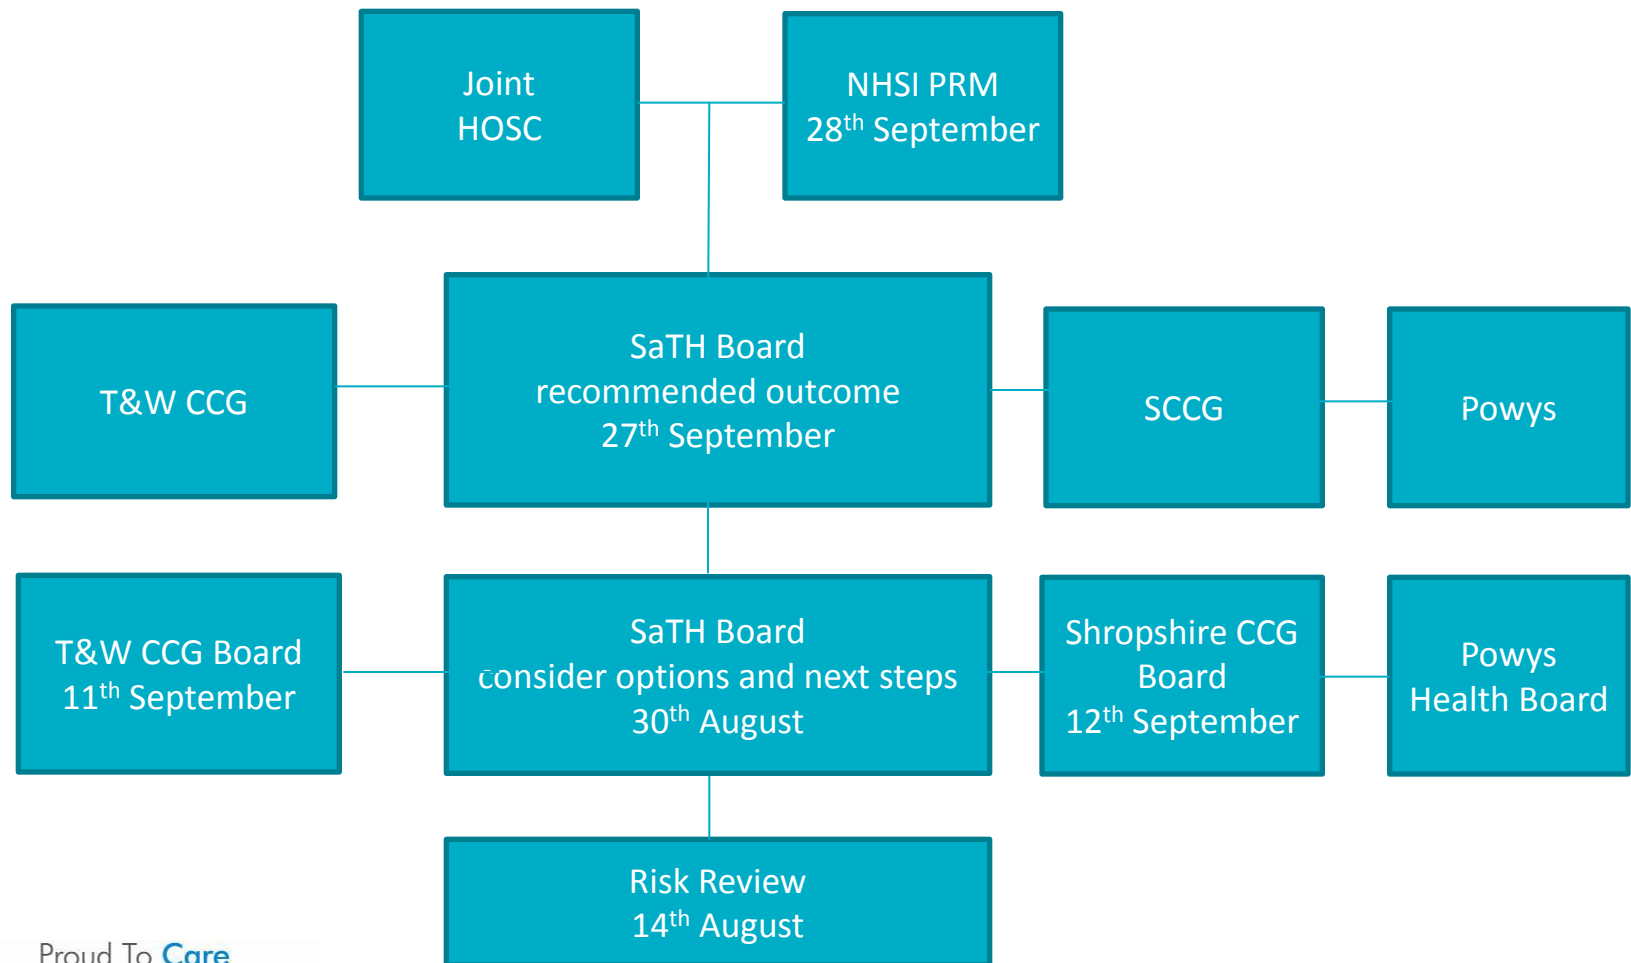 Joint
HOSC
NHSI PRM
28th September
T&W CCG
SaTH Board
recommended outcome
27th September
SCCG
Powys
T&W CCG Board
11th September
SaTH Board
consider options and next steps
30th August
Shropshire CCG
Board
12th September
Powys
Health Board
Risk Review
14th August
Proud To Care